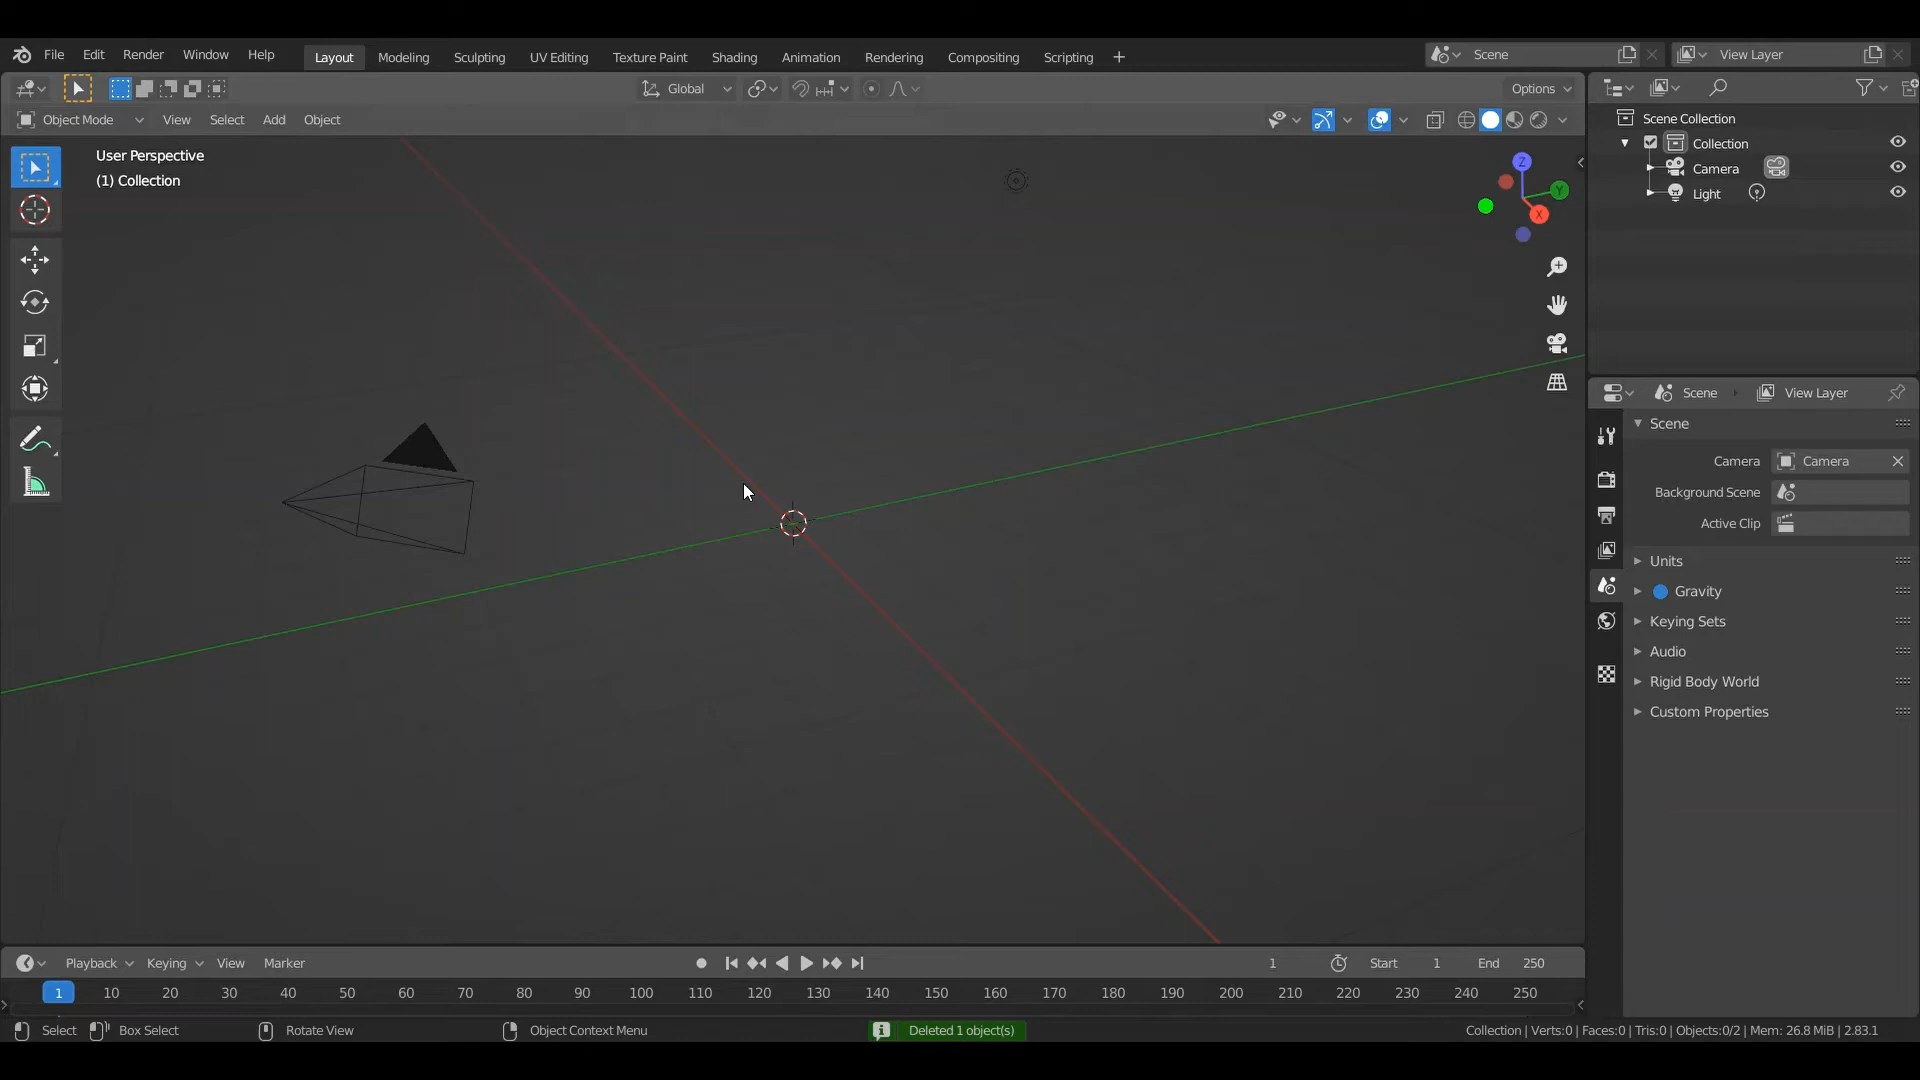 File Edit Render Window Help Layout Modeling Sculpting UV Editing Texture Paint Shading Animation Rendering Compositing Scripting + Scene View Layer
Global Options
Object Mode View Select Add Object
User Perspective
(1) Collection
Z
Y
X
Scene Collection
Collection
Camera
Light
Scene View Layer
Scene
Camera Camera
Background Scene
Active Clip
Units
Gravity
Keying Sets
Audio
Rigid Body World
Custom Properties
Playback Keying View Marker 1 Start 1 End 250
1 10 20 30 40 50 60 70 80 90 100 110 120 130 140 150 160 170 180 190 200 210 220 230 240 250
Select Box Select Rotate View Object Context Menu Deleted 1 object(s) Collection | Verts:0 | Faces:0 | Tris:0 | Objects:0/2 | Mem: 26.8 MiB | 2.83.1